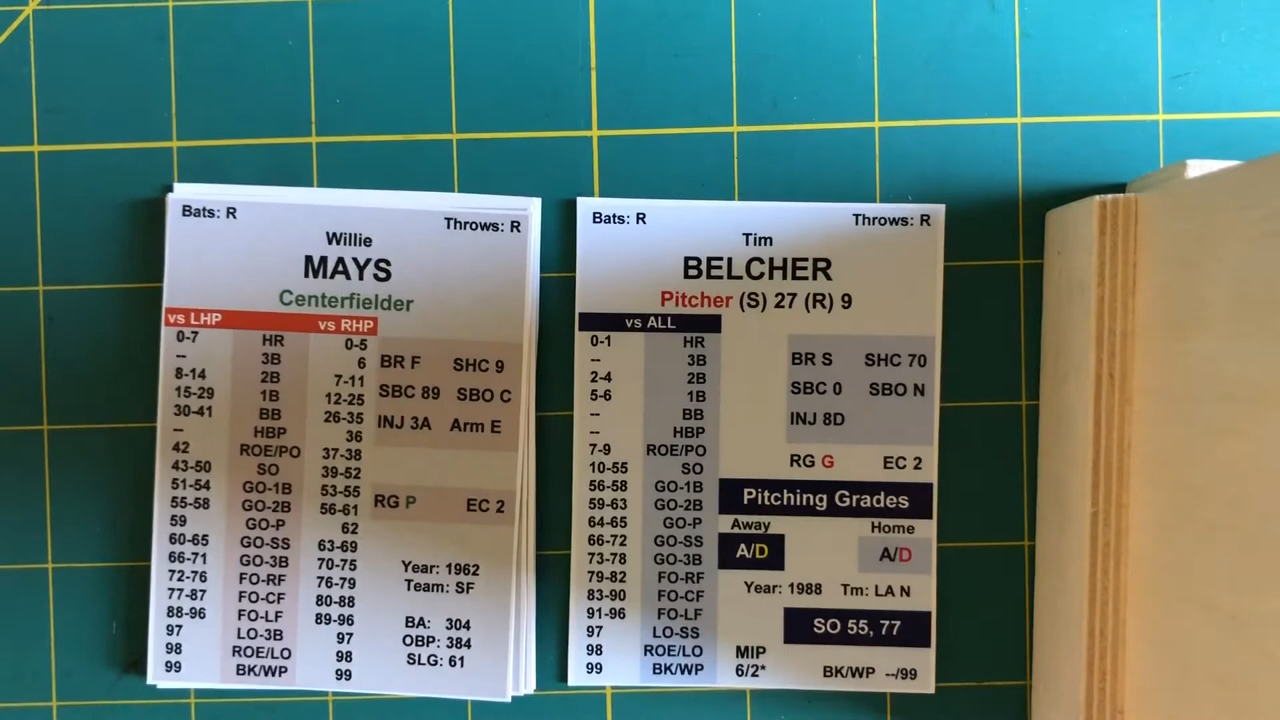 Bats: R
Throws: R
Willie
MAYS
Centerfielder
vs LHP vs RHP
0-7 HR 0-5
-- 3B 6
8-14 2B 7-11
15-29 1B 12-25
30-41 BB 26-35
-- HBP 36
42 ROE/PO 37-38
43-50 SO 39-52
51-54 GO-1B 53-55
55-58 GO-2B 56-61
59 GO-P 62
60-65 GO-SS 63-69
66-71 GO-3B 70-75
72-76 FO-RF 76-79
77-87 FO-CF 80-88
88-96 FO-LF 89-96
97 LO-3B 97
98 ROE/LO 98
99 BK/WP 99
BR F SHC 9
SBC 89 SBO C
INJ 3A Arm E
RG P EC 2
Year: 1962
Team: SF
BA: 304
OBP: 384
SLG: 61
Bats: R
Throws: R
Tim
BELCHER
Pitcher (S) 27 (R) 9
vs ALL
0-1 HR
-- 3B
2-4 2B
5-6 1B
-- BB
-- HBP
7-9 ROE/PO
10-55 SO
56-58 GO-1B
59-63 GO-2B
64-65 GO-P
66-72 GO-SS
73-78 GO-3B
79-82 FO-RF
83-90 FO-CF
91-96 FO-LF
97 LO-SS
98 ROE/LO
99 BK/WP
BR S SHC 70
SBC 0 SBO N
INJ 8D
RG G EC 2
Pitching Grades
Away Home
A/D A/D
Year: 1988 Tm: LA N
SO 55, 77
MIP
6/2* BK/WP --/99